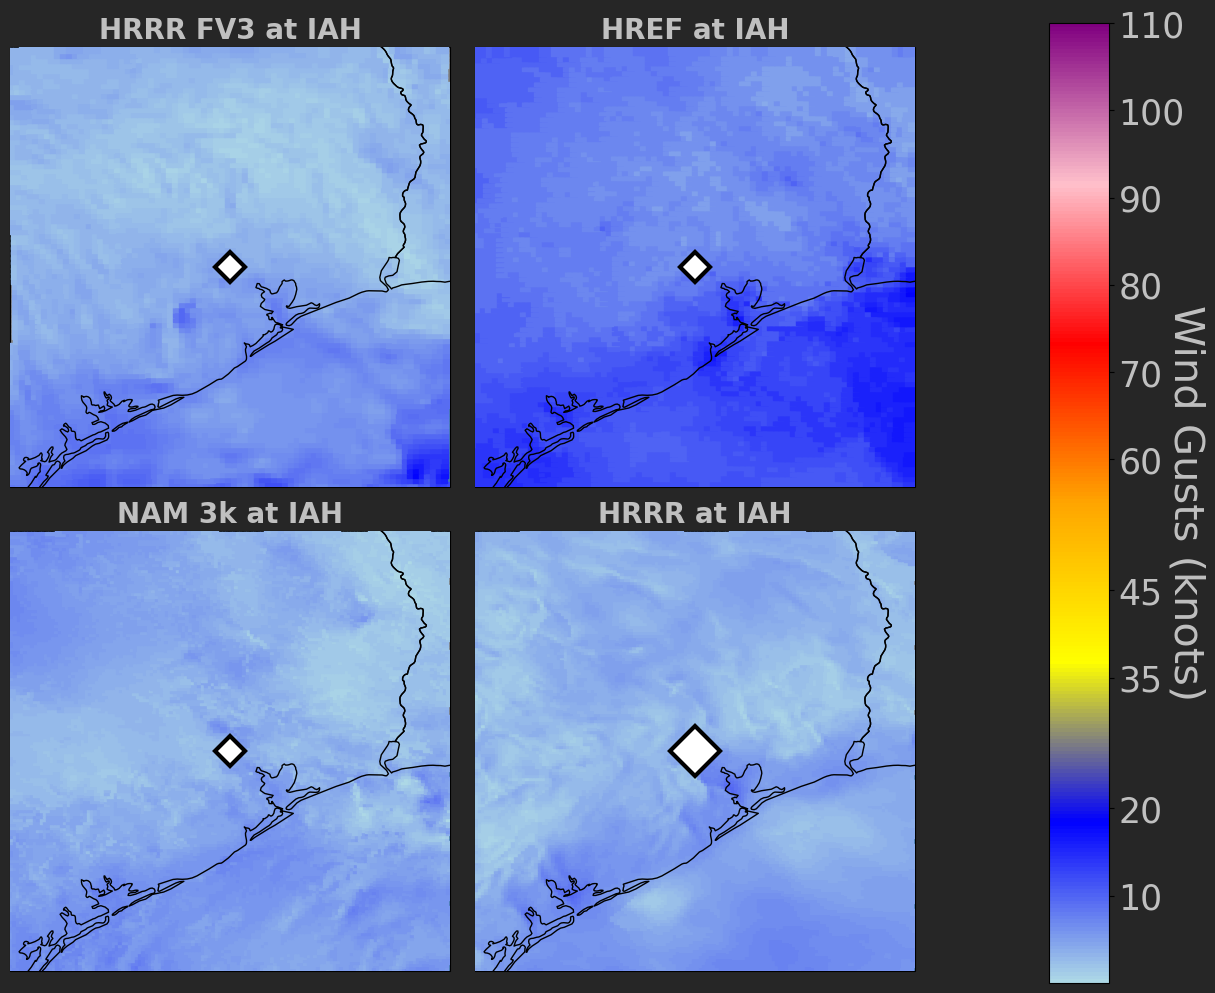 HRRR FV3 at IAH
HREF at IAH
NAM 3k at IAH
HRRR at IAH
110
100
90
80
70
60
45
35
20
10
Wind Gusts (knots)